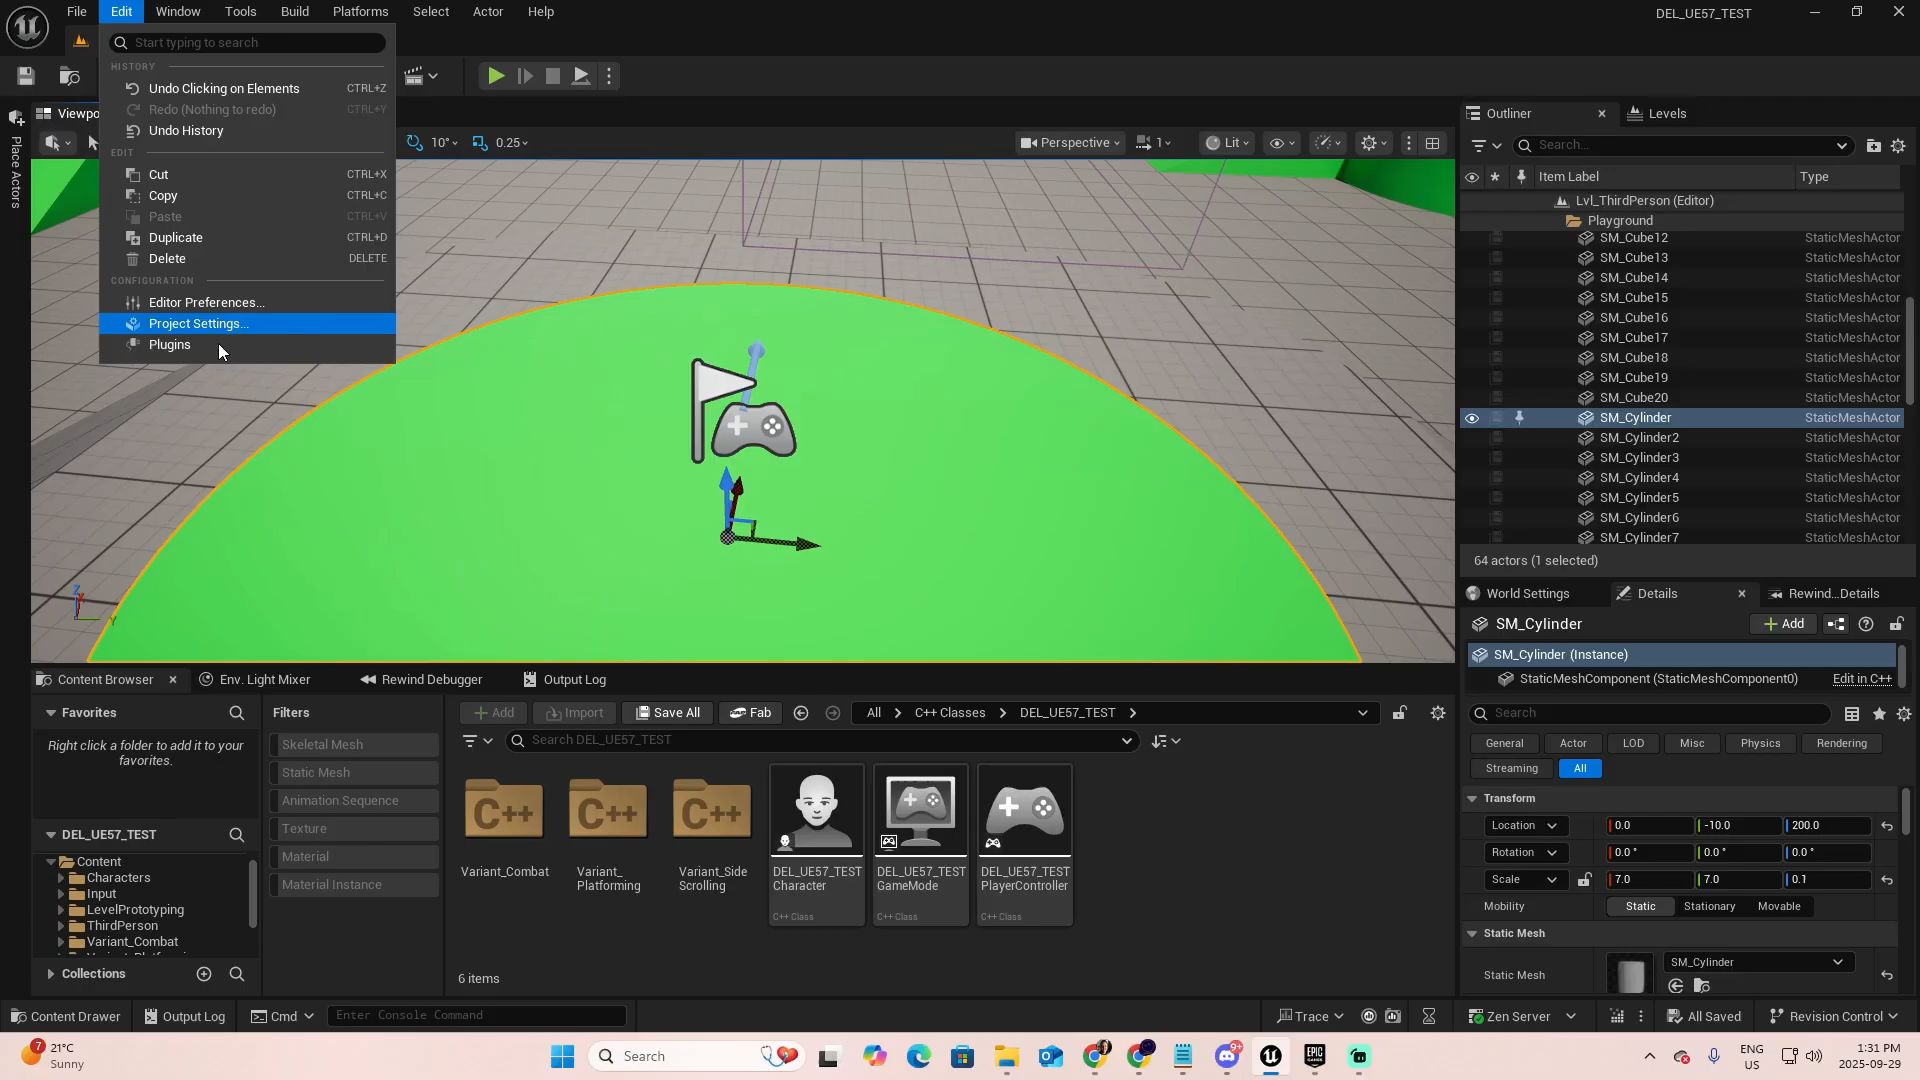 File Edit Window Tools Build Platforms Select Actor Help
DEL_UE57_TEST
Start typing to search
HISTORY
Undo Clicking on Elements CTRL+Z
Redo (Nothing to redo) CTRL+Y
Undo History
EDIT
Cut CTRL+X
Copy CTRL+C
Paste CTRL+V
Duplicate CTRL+D
Delete DELETE
CONFIGURATION
Editor Preferences...
Project Settings...
Plugins
Place Actors
10° 0.25 Perspective 1 Lit
Z
X
Y
Outliner Levels
Search...
Item Label Type
Lvl_ThirdPerson (Editor)
Playground
SM_Cube12 StaticMeshActor
SM_Cube13 StaticMeshActor
SM_Cube14 StaticMeshActor
SM_Cube15 StaticMeshActor
SM_Cube16 StaticMeshActor
SM_Cube17 StaticMeshActor
SM_Cube18 StaticMeshActor
SM_Cube19 StaticMeshActor
SM_Cube20 StaticMeshActor
SM_Cylinder StaticMeshActor
SM_Cylinder2 StaticMeshActor
SM_Cylinder3 StaticMeshActor
SM_Cylinder4 StaticMeshActor
SM_Cylinder5 StaticMeshActor
SM_Cylinder6 StaticMeshActor
SM_Cylinder7 StaticMeshActor
64 actors (1 selected)
World Settings Details Rewind...Details
SM_Cylinder Add
SM_Cylinder (Instance)
StaticMeshComponent (StaticMeshComponent0) Edit in C++
Search
General Actor LOD Misc Physics Rendering
Streaming All
Transform
Location 0.0 -10.0 200.0
Rotation 0.0 ° 0.0 ° 0.0 °
Scale 7.0 7.0 0.1
Mobility Static Stationary Movable
Static Mesh
Static Mesh SM_Cylinder
Content Browser Env. Light Mixer Rewind Debugger Output Log
Favorites
Right click a folder to add it to your
favorites.
DEL_UE57_TEST
Content
Characters
Input
LevelPrototyping
ThirdPerson
Variant_Combat
Collections
Filters
Skeletal Mesh
Static Mesh
Animation Sequence
Texture
Material
Material Instance
Add Import Save All Fab All C++ Classes DEL_UE57_TEST
Search DEL_UE57_TEST
C++ C++ C++
Variant_Combat
Variant_
Platforming
Variant_Side
Scrolling
DEL_UE57_TEST
Character
C++ Class
DEL_UE57_TEST
GameMode
C++ Class
DEL_UE57_TEST
PlayerController
C++ Class
6 items
Content Drawer Output Log Cmd Enter Console Command Trace Zen Server All Saved Revision Control
7
21°C
Sunny
Search
9+
EPIC
ENG
US
1:31 PM
2025-09-29